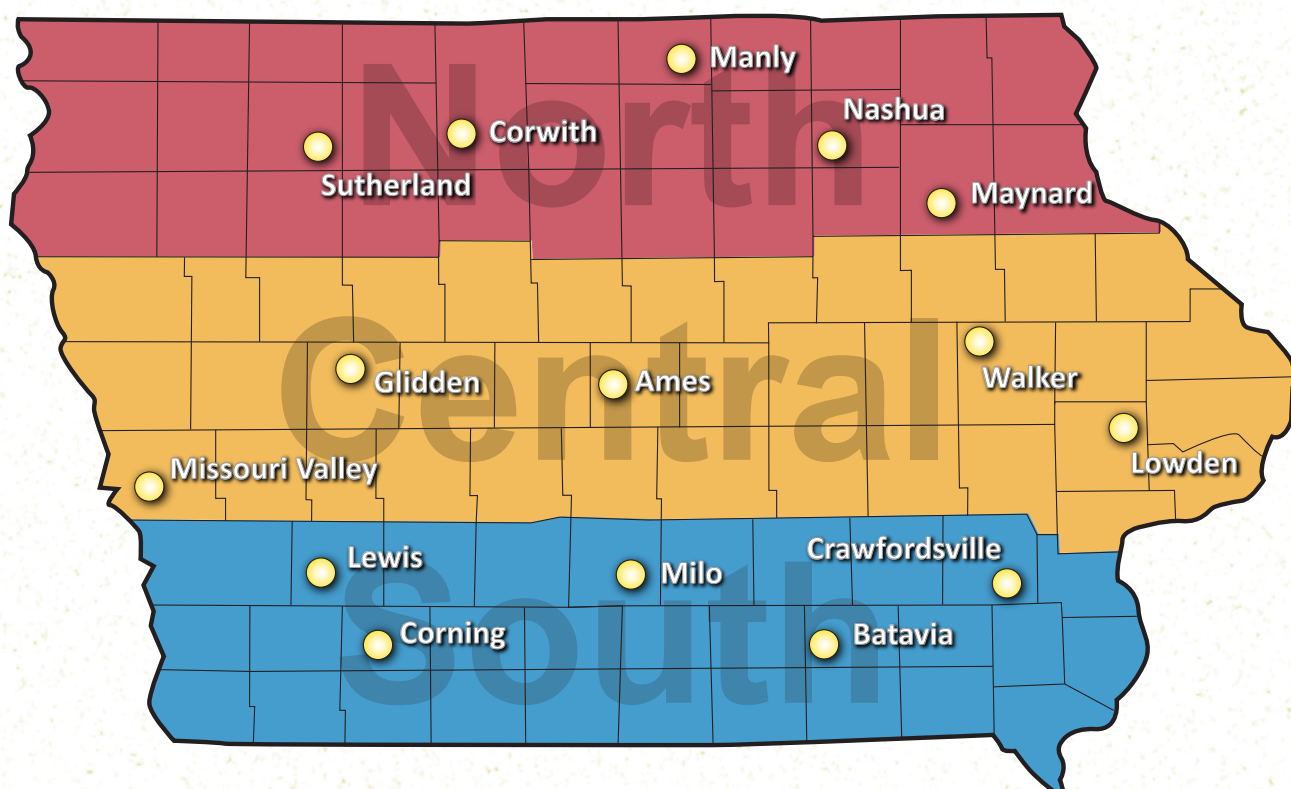 North
Manly
Nashua
Corwith
Sutherland
Maynard
Central
Walker
Glidden
Ames
Missouri Valley
Lowden
South
Crawfordsville
Lewis
Milo
Corning
Batavia